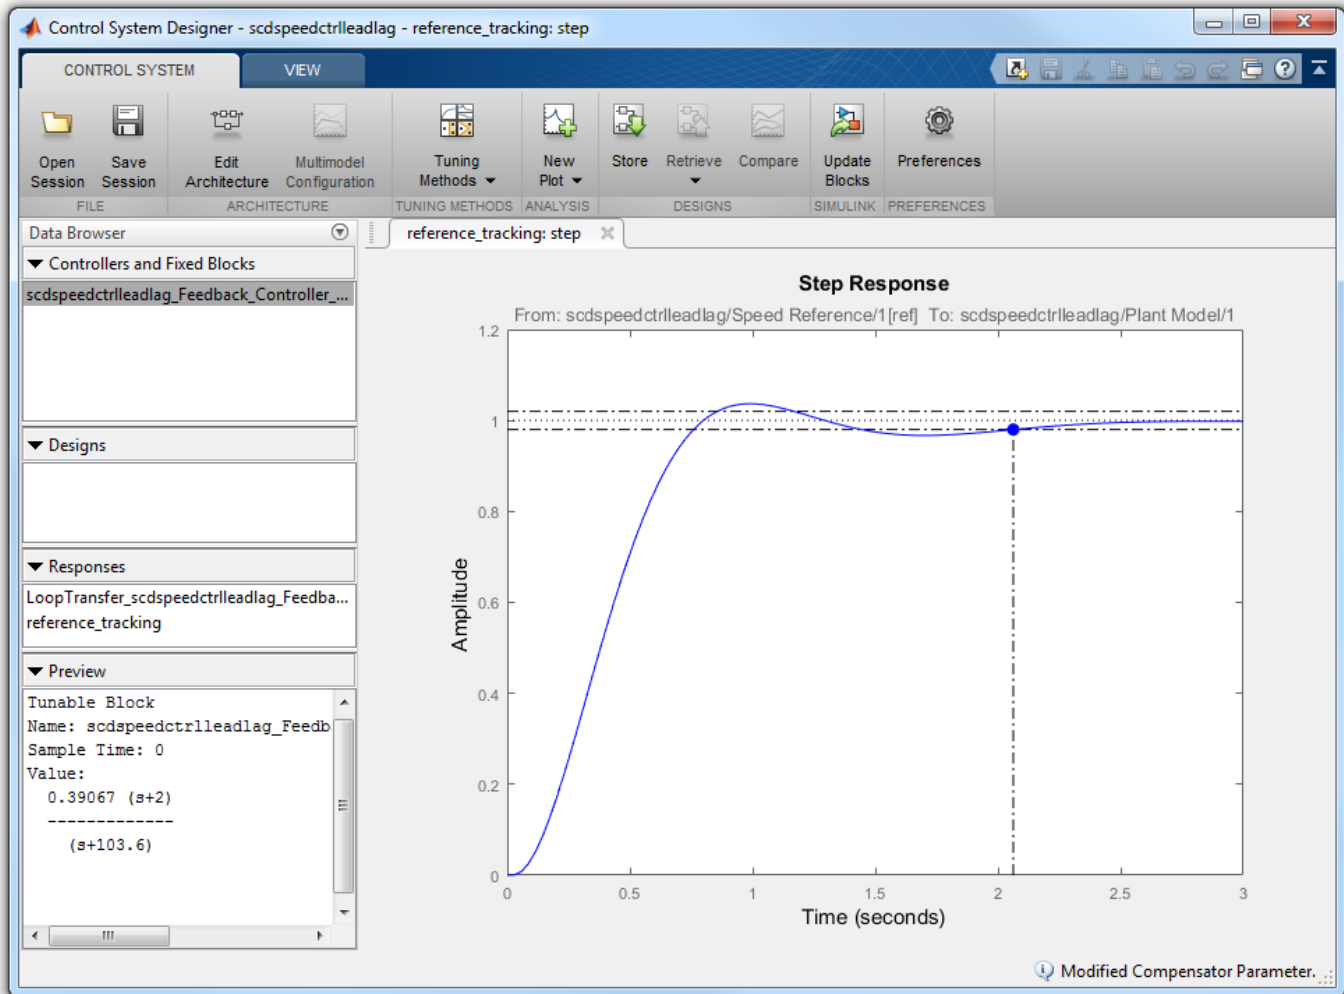 Control System Designer - scdspeedctrlleadlag - reference_tracking: step
CONTROL SYSTEM VIEW
Open Session
Save Session
Edit Architecture
Multimodel Configuration
Tuning Methods
New Plot
Store
Retrieve
Compare
Update Blocks
Preferences
FILE ARCHITECTURE TUNING METHODS ANALYSIS DESIGNS SIMULINK PREFERENCES
Data Browser
Controllers and Fixed Blocks
scdspeedctrlleadlag_Feedback_Controller_...
Designs
Responses
LoopTransfer_scdspeedctrlleadlag_Feedba...
reference_tracking
Preview
Tunable Block
Name: scdspeedctrlleadlag_Feedb
Sample Time: 0
Value:
0.39067 (s+2)
-------------
(s+103.6)
reference_tracking: step
Step Response
From: scdspeedctrlleadlag/Speed Reference/1[ref] To: scdspeedctrlleadlag/Plant Model/1
1.2
1
0.8
0.6
0.4
0.2
0
Amplitude
0 0.5 1 1.5 2 2.5 3
Time (seconds)
Modified Compensator Parameter.